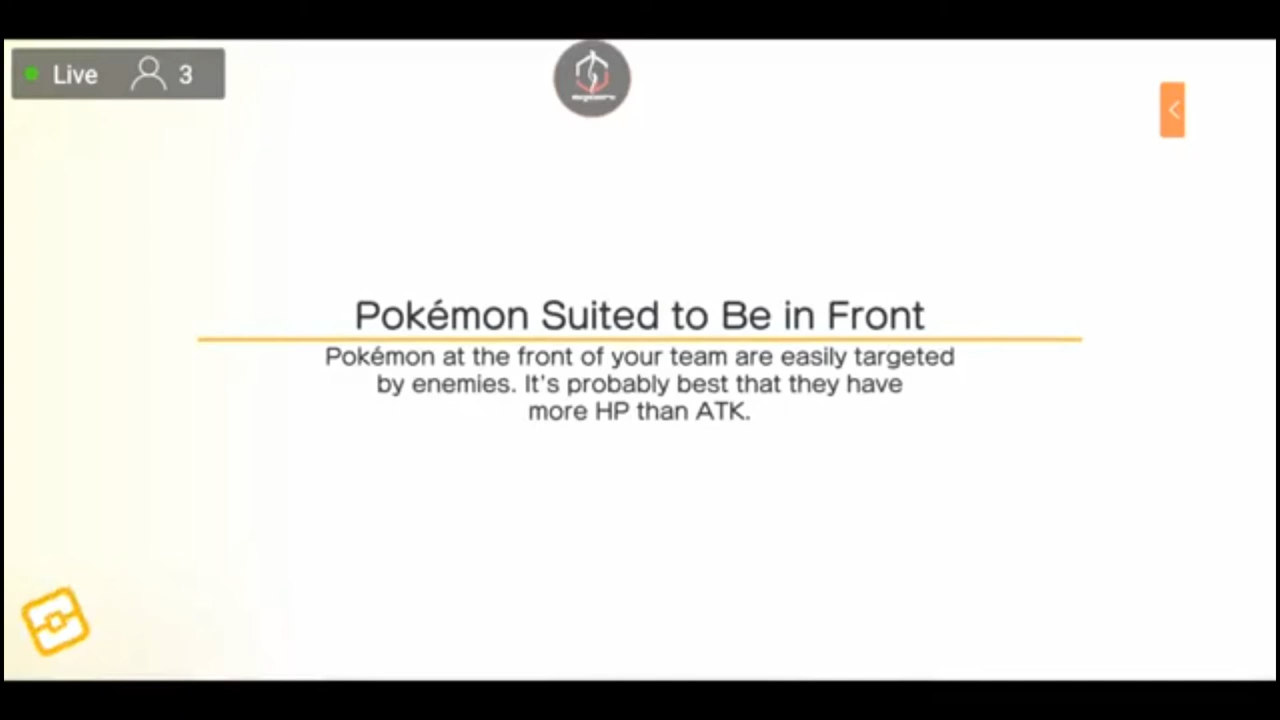 Live 3
Pokémon Suited to Be in Front
Pokémon at the front of your team are easily targeted
by enemies. It's probably best that they have
more HP than ATK.